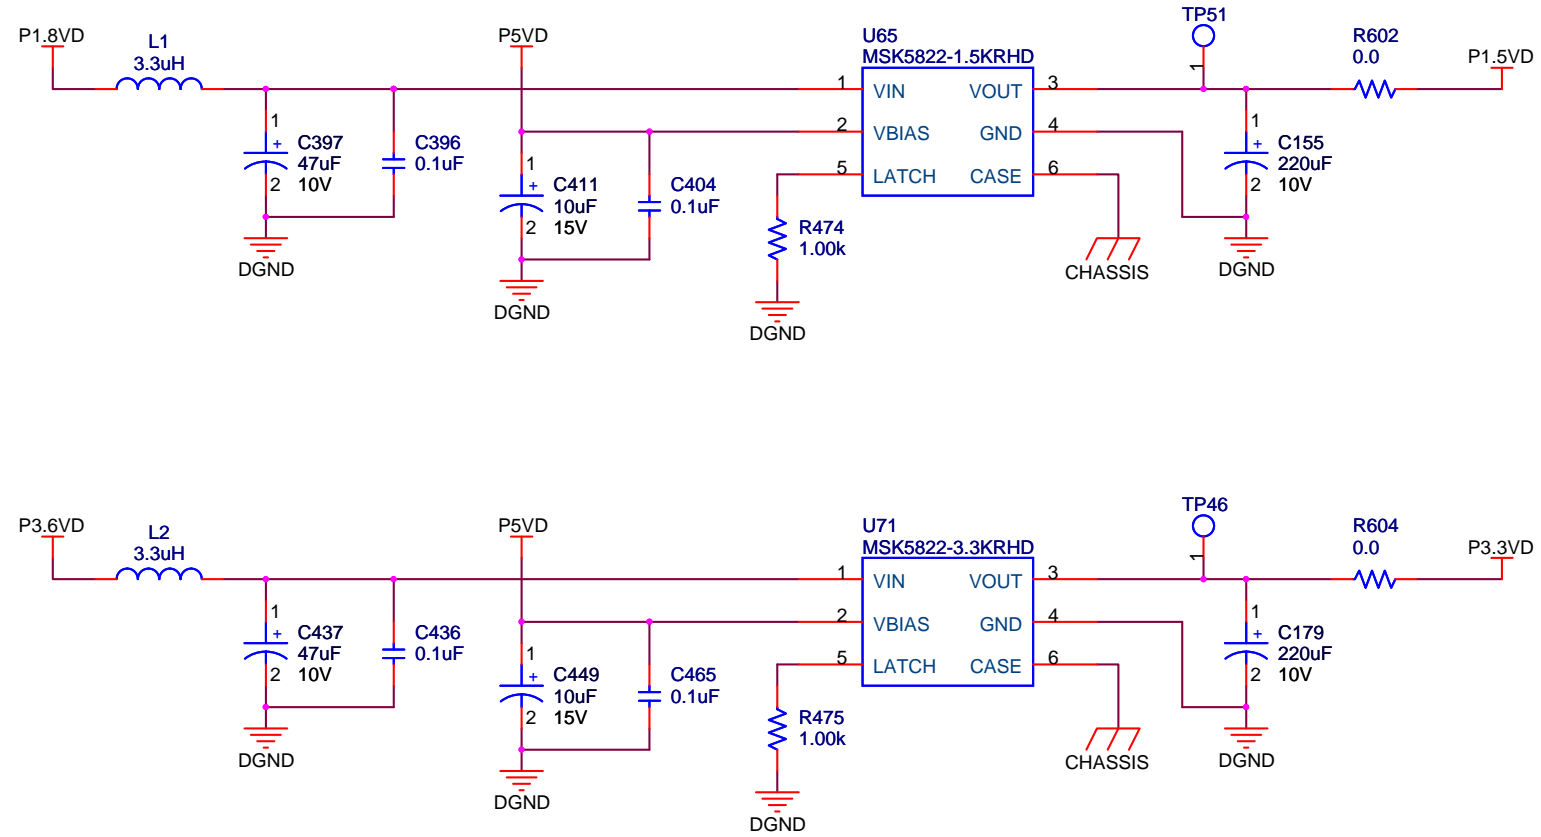 P1.8VD
L1
3.3uH
P5VD
U65
MSK5822-1.5KRHD
TP51
1
R602
0.0
P1.5VD
1
VIN
VOUT
3
2
VBIAS
GND
4
5
LATCH
CASE
6
1
+
2
C397
47uF
10V
C396
0.1uF
1
+
2
C411
10uF
15V
C404
0.1uF
R474
1.00k
1
+
2
C155
220uF
10V
DGND
DGND
DGND
CHASSIS
DGND
P3.6VD
L2
3.3uH
P5VD
U71
MSK5822-3.3KRHD
TP46
1
R604
0.0
P3.3VD
1
VIN
VOUT
3
2
VBIAS
GND
4
5
LATCH
CASE
6
1
+
2
C437
47uF
10V
C436
0.1uF
1
+
2
C449
10uF
15V
C465
0.1uF
R475
1.00k
1
+
2
C179
220uF
10V
DGND
DGND
DGND
CHASSIS
DGND